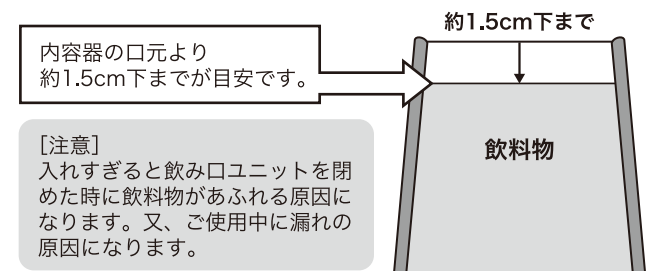 約1.5cm下まで
内容器の口元より
約1.5cm下までが目安です。
[注意]
入れすぎると飲み口ユニットを閉
めた時に飲料物があふれる原因に
なります。又、ご使用中に漏れの
原因になります。
飲料物